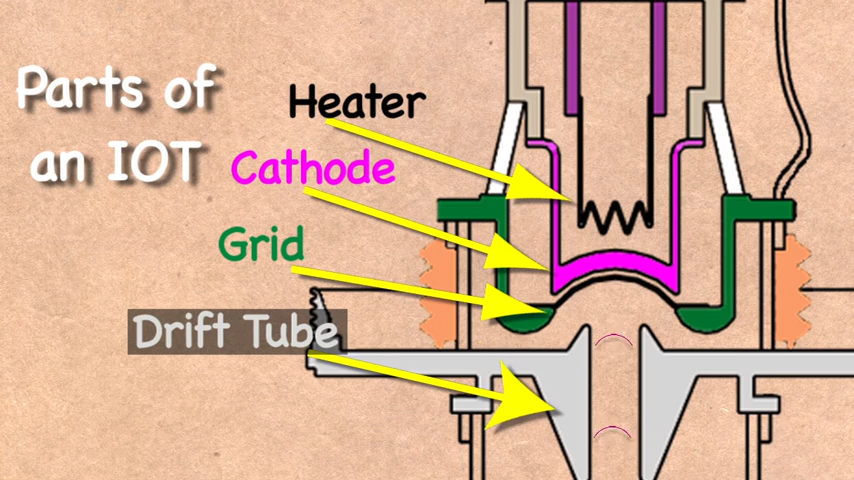 Parts of
an IOT
Heater
Cathode
Grid
Drift Tube